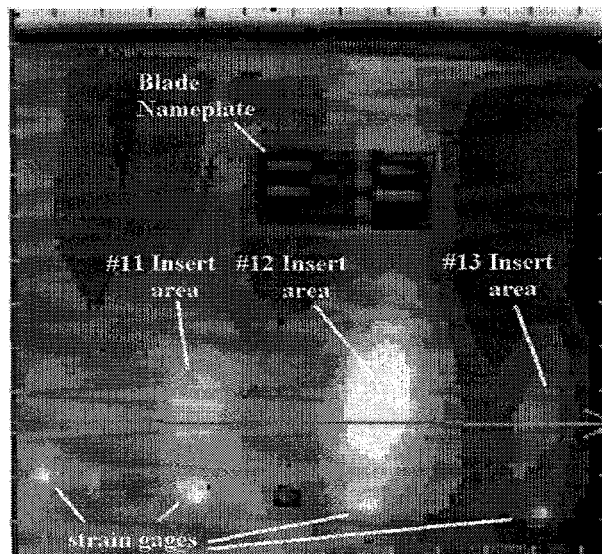 Blade
Nameplate
#11 Insert
area
#12 Insert
area
#13 Insert
area
strain gages